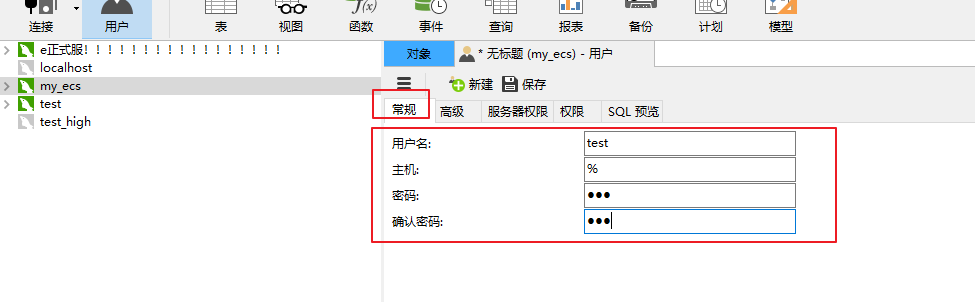 连接 用户 表 视图 函数 事件 查询 报表 备份 计划 模型
f(x)
e正式服！！！！！！！！！！！！！！！！！！
localhost
my_ecs
test
test_high
对象 * 无标题 (my_ecs) - 用户
新建 保存
常规 高级 服务器权限 权限 SQL 预览
用户名: test
主机: %
密码: ●●●
确认密码: ●●●